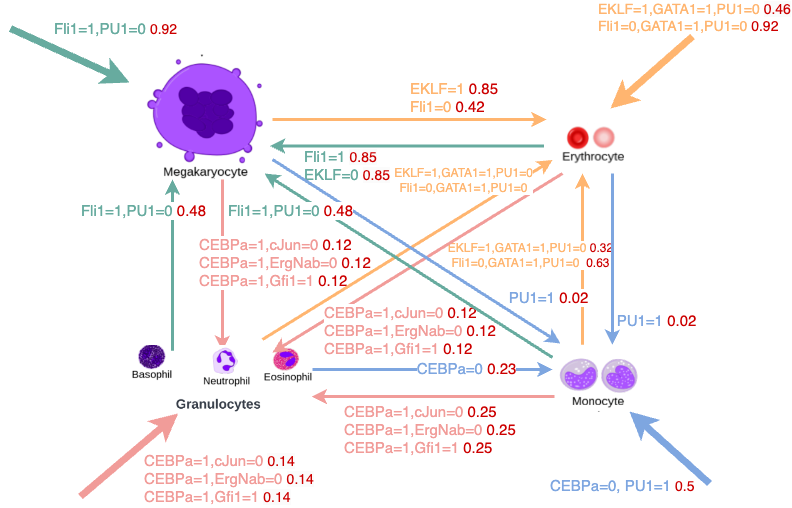 EKLF=1,GATA1=1,PU1=0 0.46
Fli1=0,GATA1=1,PU1=0 0.92
Fli1=1,PU1=0 0.92
EKLF=1 0.85
Fli1=0 0.42
Megakaryocyte
Erythrocyte
Fli1=1 0.85
EKLF=0 0.85
EKLF=1,GATA1=1,PU1=0
Fli1=0,GATA1=1,PU1=0
Fli1=1,PU1=0 0.48
Fli1=1,PU1=0 0.48
CEBPa=1,cJun=0 0.12
CEBPa=1,ErgNab=0 0.12
CEBPa=1,Gfi1=1 0.12
EKLF=1,GATA1=1,PU1=0 0.32
Fli1=0,GATA1=1,PU1=0 0.63
PU1=1 0.02
PU1=1 0.02
CEBPa=1,cJun=0 0.12
CEBPa=1,ErgNab=0 0.12
CEBPa=1,Gfi1=1 0.12
Basophil
Neutrophil
Eosinophil
CEBPa=0 0.23
Granulocytes
Monocyte
CEBPa=1,cJun=0 0.25
CEBPa=1,ErgNab=0 0.25
CEBPa=1,Gfi1=1 0.25
CEBPa=1,cJun=0 0.14
CEBPa=1,ErgNab=0 0.14
CEBPa=1,Gfi1=1 0.14
CEBPa=0, PU1=1 0.5